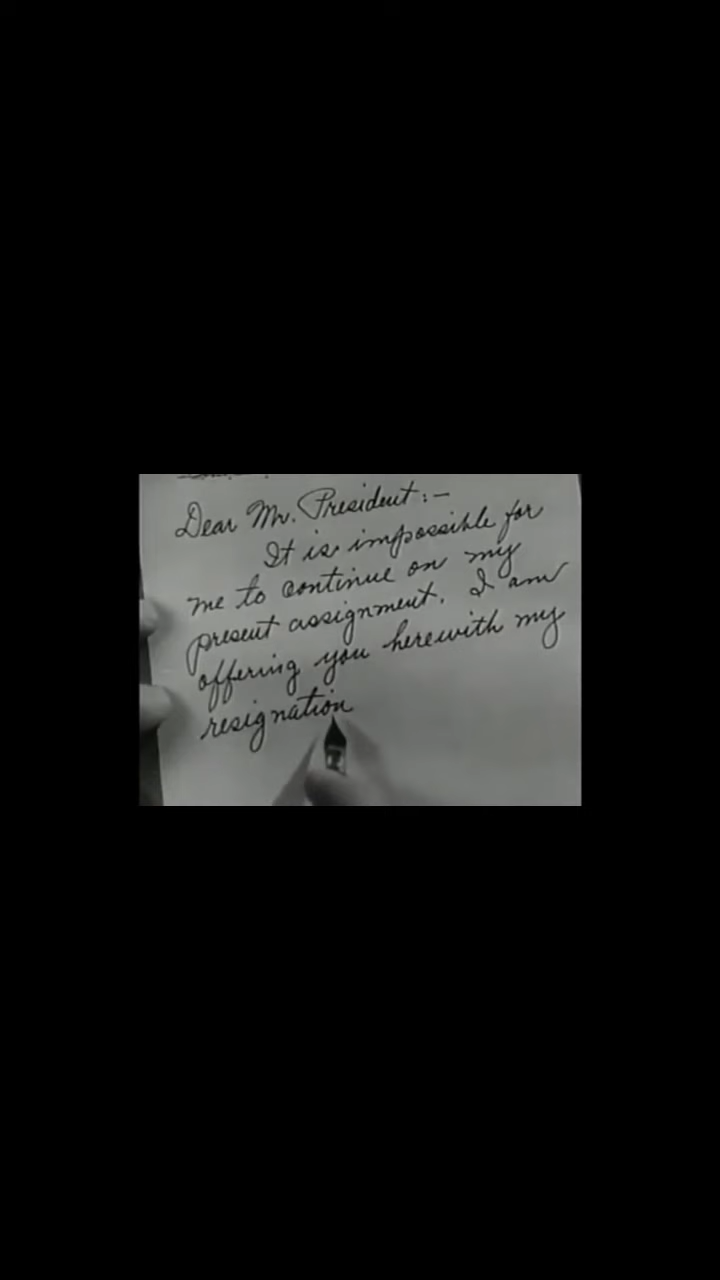 Dear Mr. President:-
It is impossible for
me to continue on my
present assignment. I am
offering you herewith my
resignation